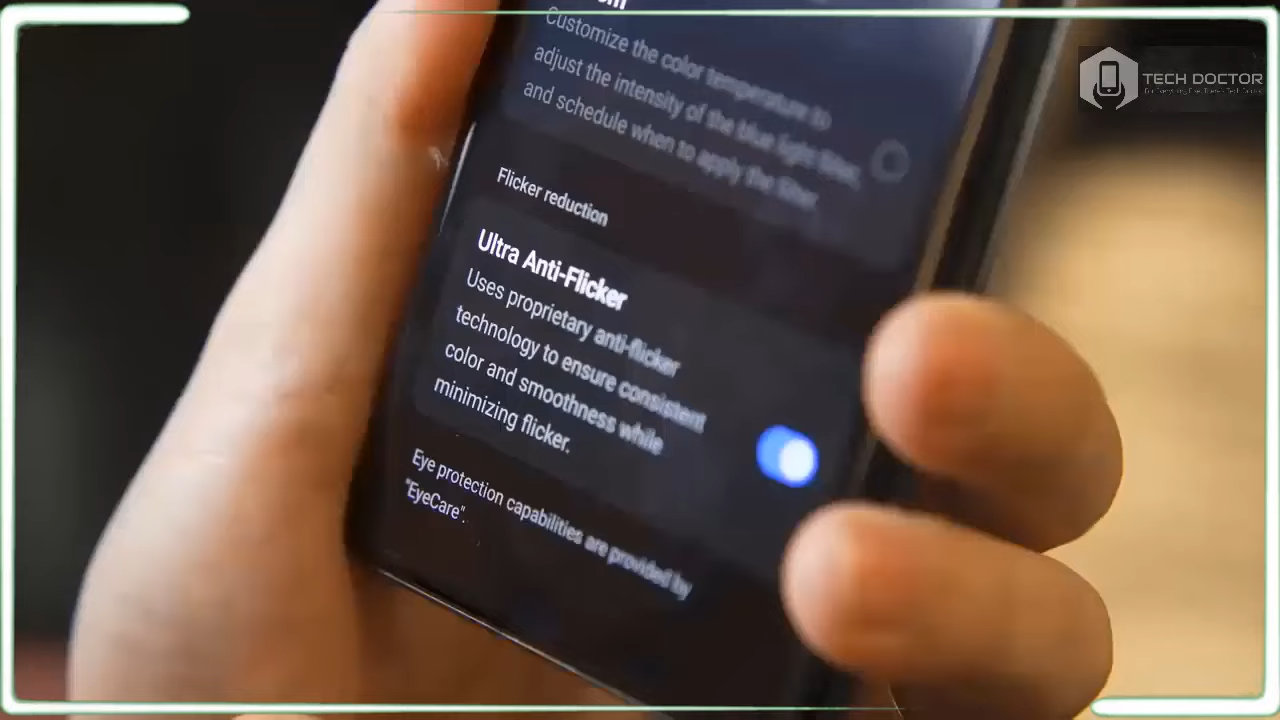 TECH DOCTOR
Customize the color temperature to
adjust the intensity of the blue light filter,
and schedule when to apply the filter.
Flicker reduction
Ultra Anti-Flicker
Uses proprietary anti-flicker
technology to ensure consistent
color and smoothness while
minimizing flicker.
Eye protection capabilities are provided by
"EyeCare".